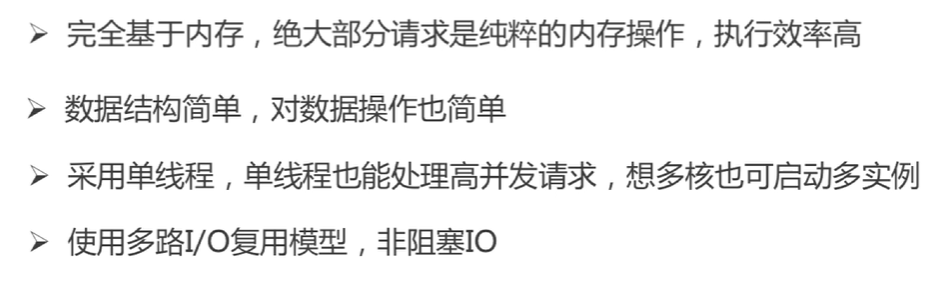 ➢ 完全基于内存，绝大部分请求是纯粹的内存操作，执行效率高
➢ 数据结构简单，对数据操作也简单
➢ 采用单线程，单线程也能处理高并发请求，想多核也可启动多实例
➢ 使用多路I/O复用模型，非阻塞IO